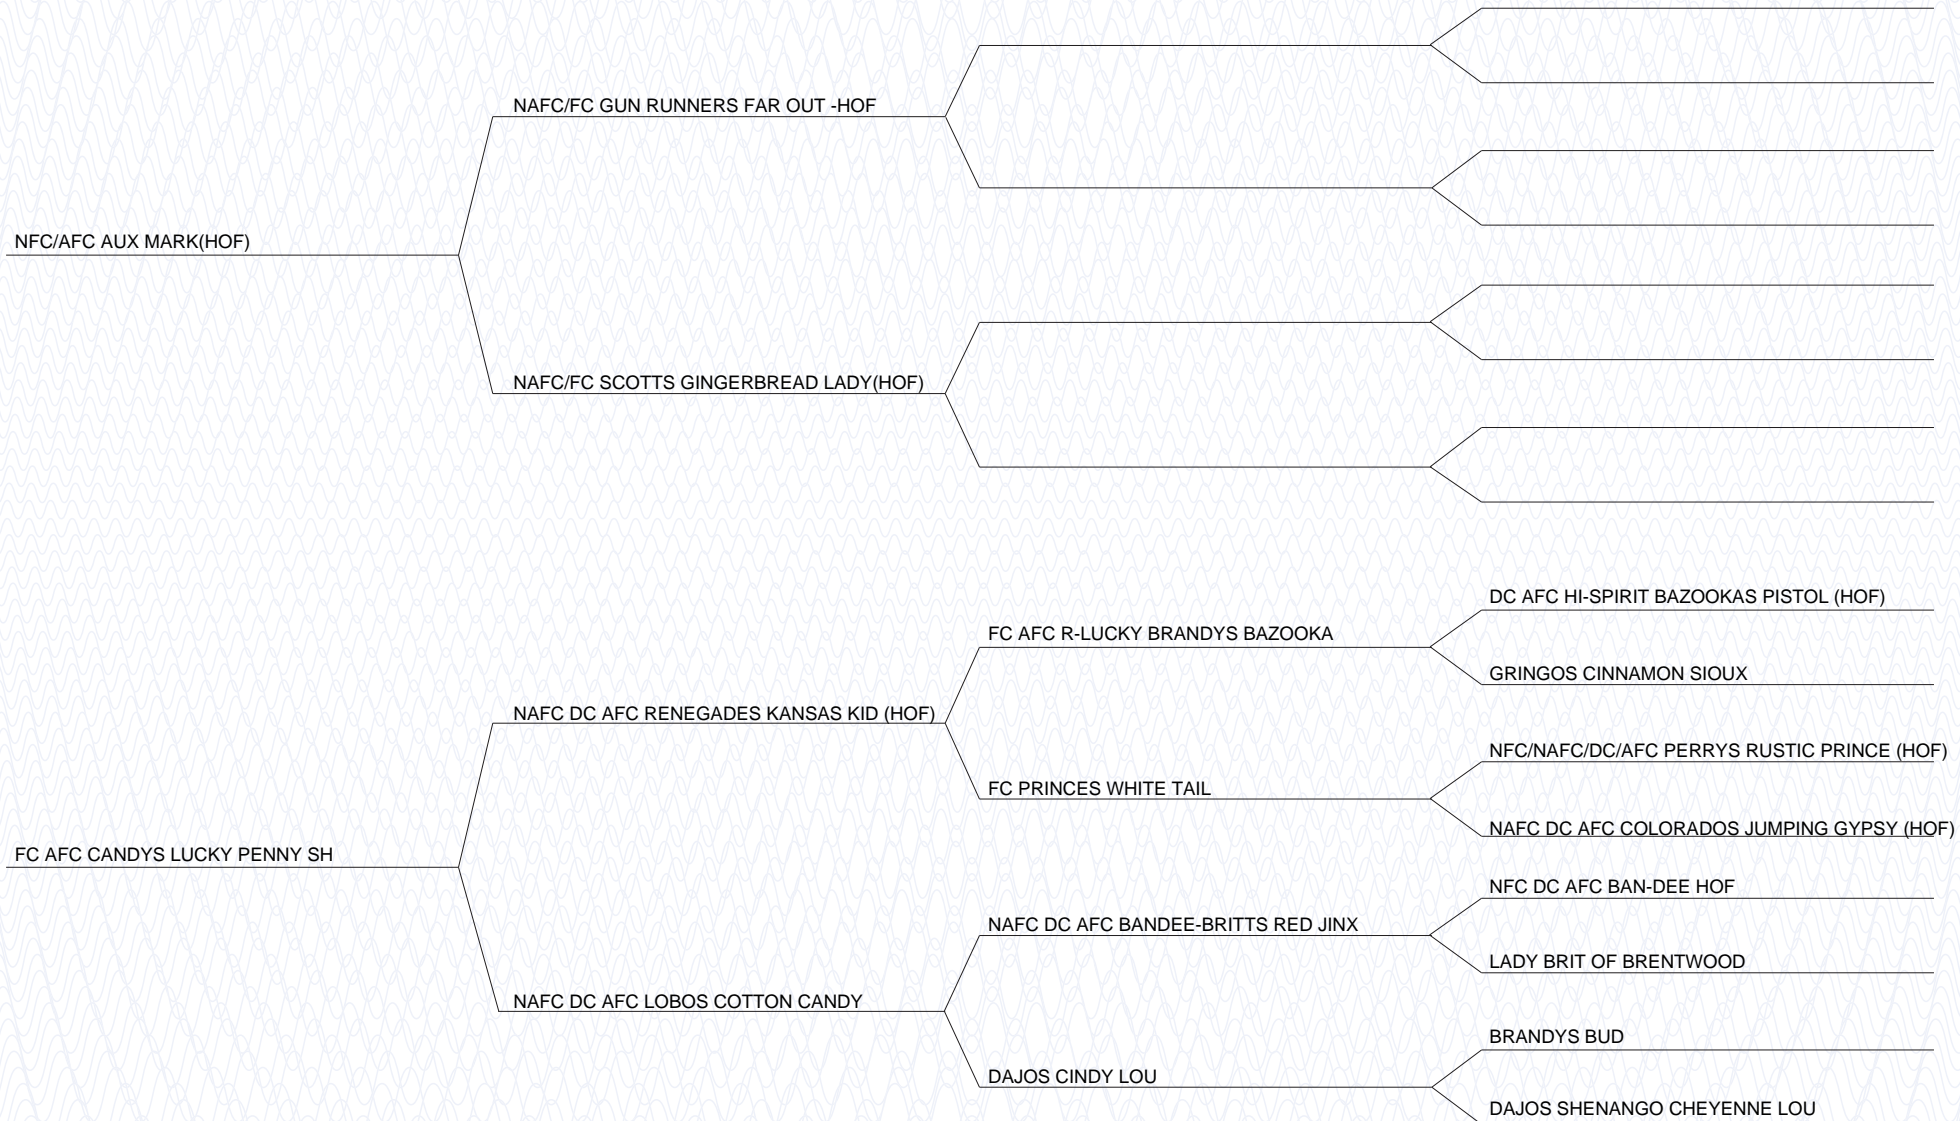 NAFC/FC GUN RUNNERS FAR OUT -HOF
NFC/AFC AUX MARK(HOF)
NAFC/FC SCOTTS GINGERBREAD LADY(HOF)
DC AFC HI-SPIRIT BAZOOKAS PISTOL (HOF)
FC AFC R-LUCKY BRANDYS BAZOOKA
GRINGOS CINNAMON SIOUX
NAFC DC AFC RENEGADES KANSAS KID (HOF)
NFC/NAFC/DC/AFC PERRYS RUSTIC PRINCE (HOF)
FC PRINCES WHITE TAIL
NAFC DC AFC COLORADOS JUMPING GYPSY (HOF)
FC AFC CANDYS LUCKY PENNY SH
NFC DC AFC BAN-DEE HOF
NAFC DC AFC BANDEE-BRITTS RED JINX
LADY BRIT OF BRENTWOOD
NAFC DC AFC LOBOS COTTON CANDY
BRANDYS BUD
DAJOS CINDY LOU
DAJOS SHENANGO CHEYENNE LOU